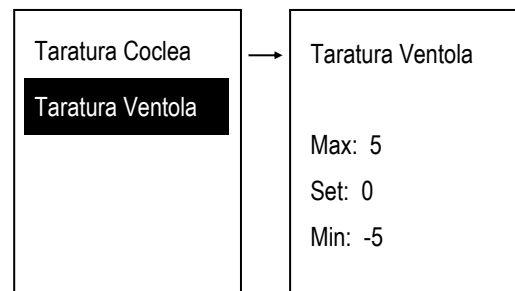 Taratura Coclea
Taratura Ventola
Taratura Ventola
Max: 5
Set: 0
Min: -5